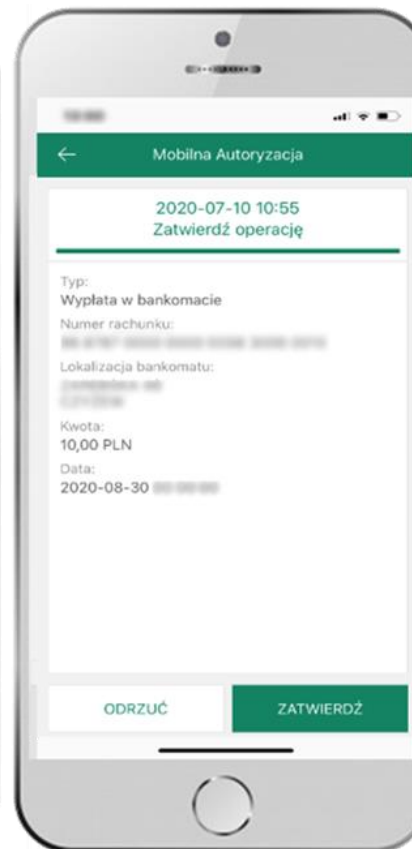 Mobilna Autoryzacja
2020-07-10 10:55
Zatwierdź operację
Typ:
Wypłata w bankomacie
Numer rachunku:
Lokalizacja bankomatu:
Kwota:
10,00 PLN
Data:
2020-08-30
ODRZUĆ
ZATWIERDŹ